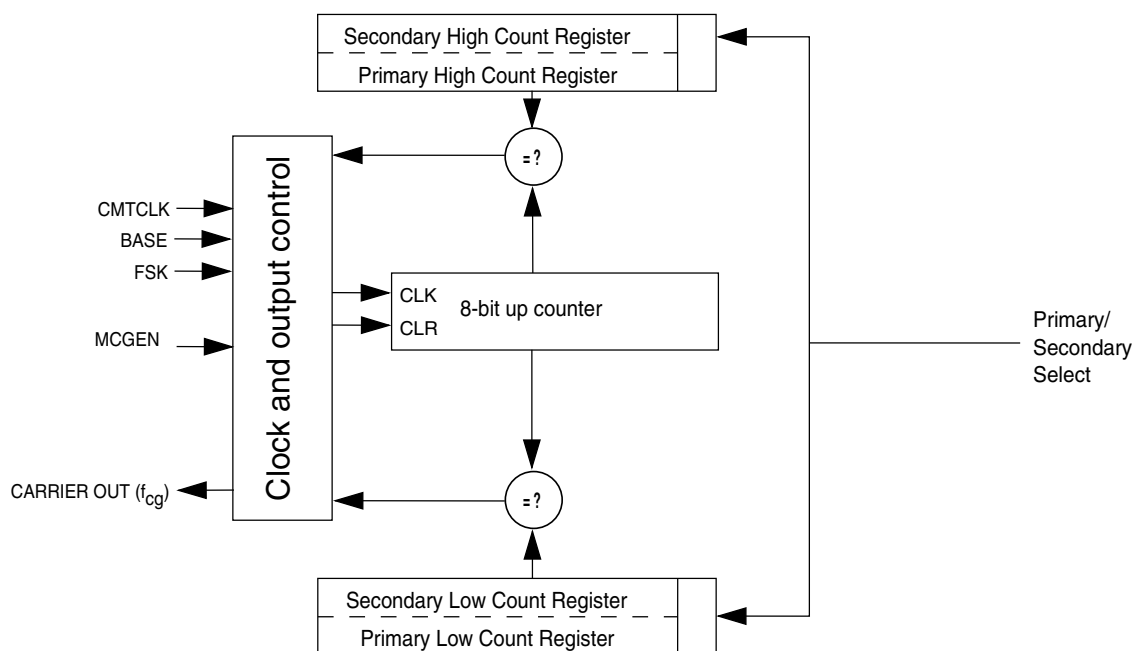 Secondary High Count Register
Primary High Count Register
=?
Clock and output control
CMTCLK
BASE
FSK
MCGEN
CLK
CLR
8-bit up counter
Primary/
Secondary
Select
CARRIER OUT (fcg)
=?
Secondary Low Count Register
Primary Low Count Register